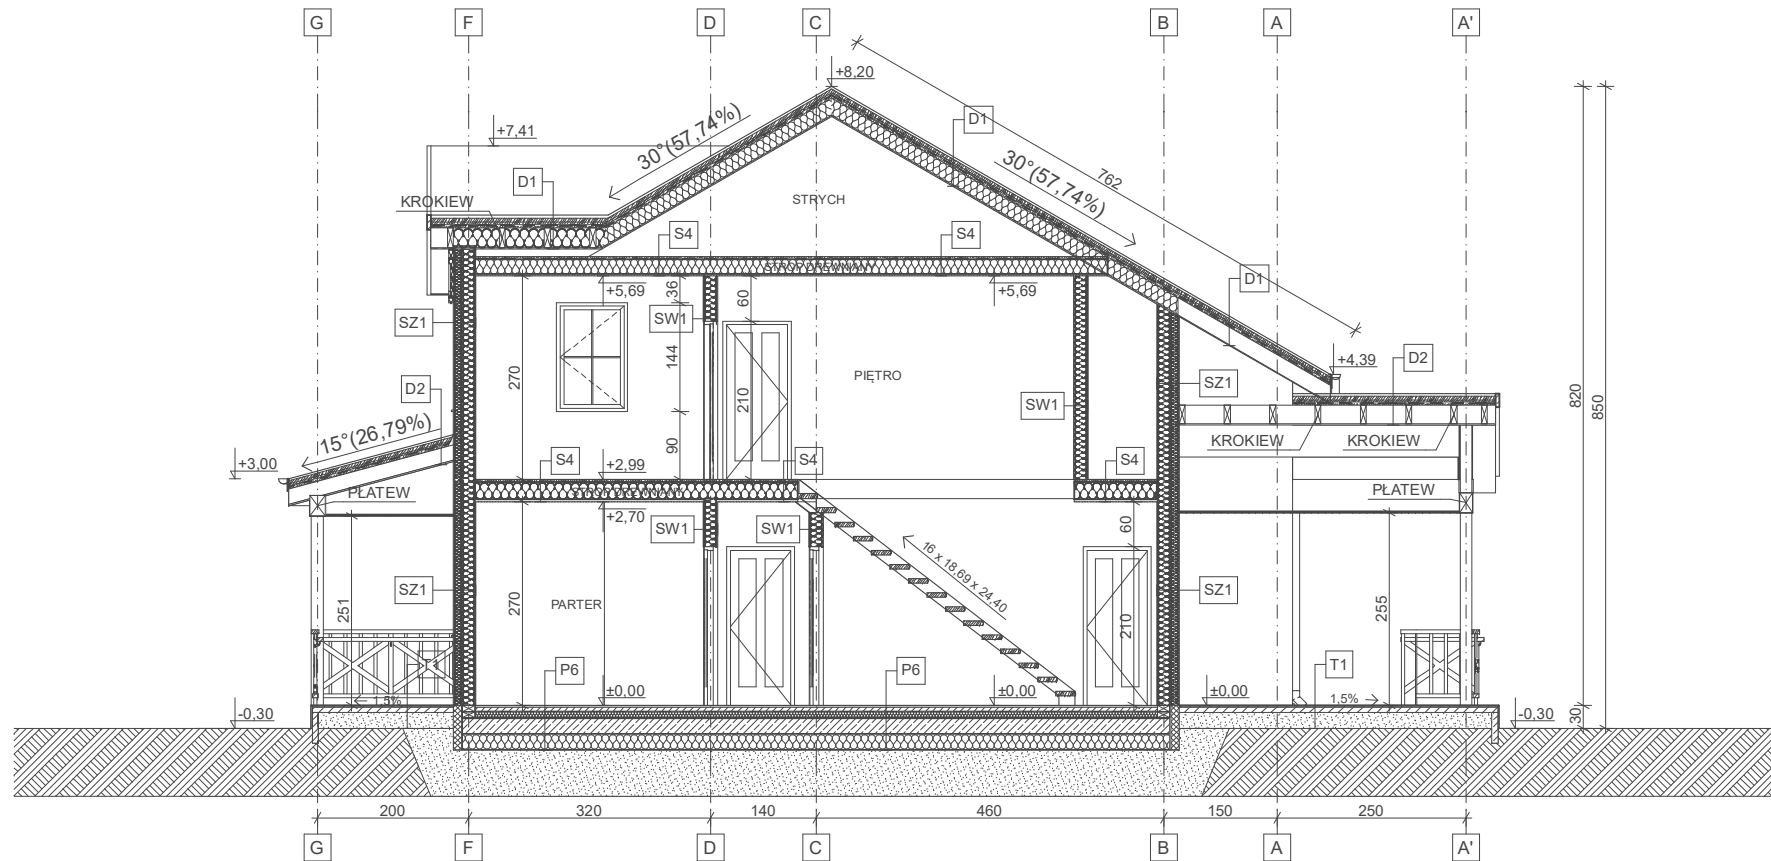 G F D C B A A'
+8,20
+7,41
30°(57,74%)
D1
762
30°(57,74%)
D1
KROKIEW
STRYCH
S4
S4
STROP DREWNIANY
+5,69
36
60
+5,69
D1
SZ1
SW1
144
270
PIĘTRO
210
SW1
SZ1
+4,39
D2
820
850
D2
15°(26,79%)
90
KROKIEW
KROKIEW
+3,00
S4
+2,99
S4
S4
PŁATEW
STROP DREWNIANY
PŁATEW
+2,70
SW1
SW1
60
16 x 18,69 x 24,40
SZ1
251
270
PARTER
210
SZ1
255
P6
P6
T1
±0,00
±0,00
±0,00
1,5%
1,5%
-0,30
-0,30
30
200 320 140 460 150 250
G F D C B A A'